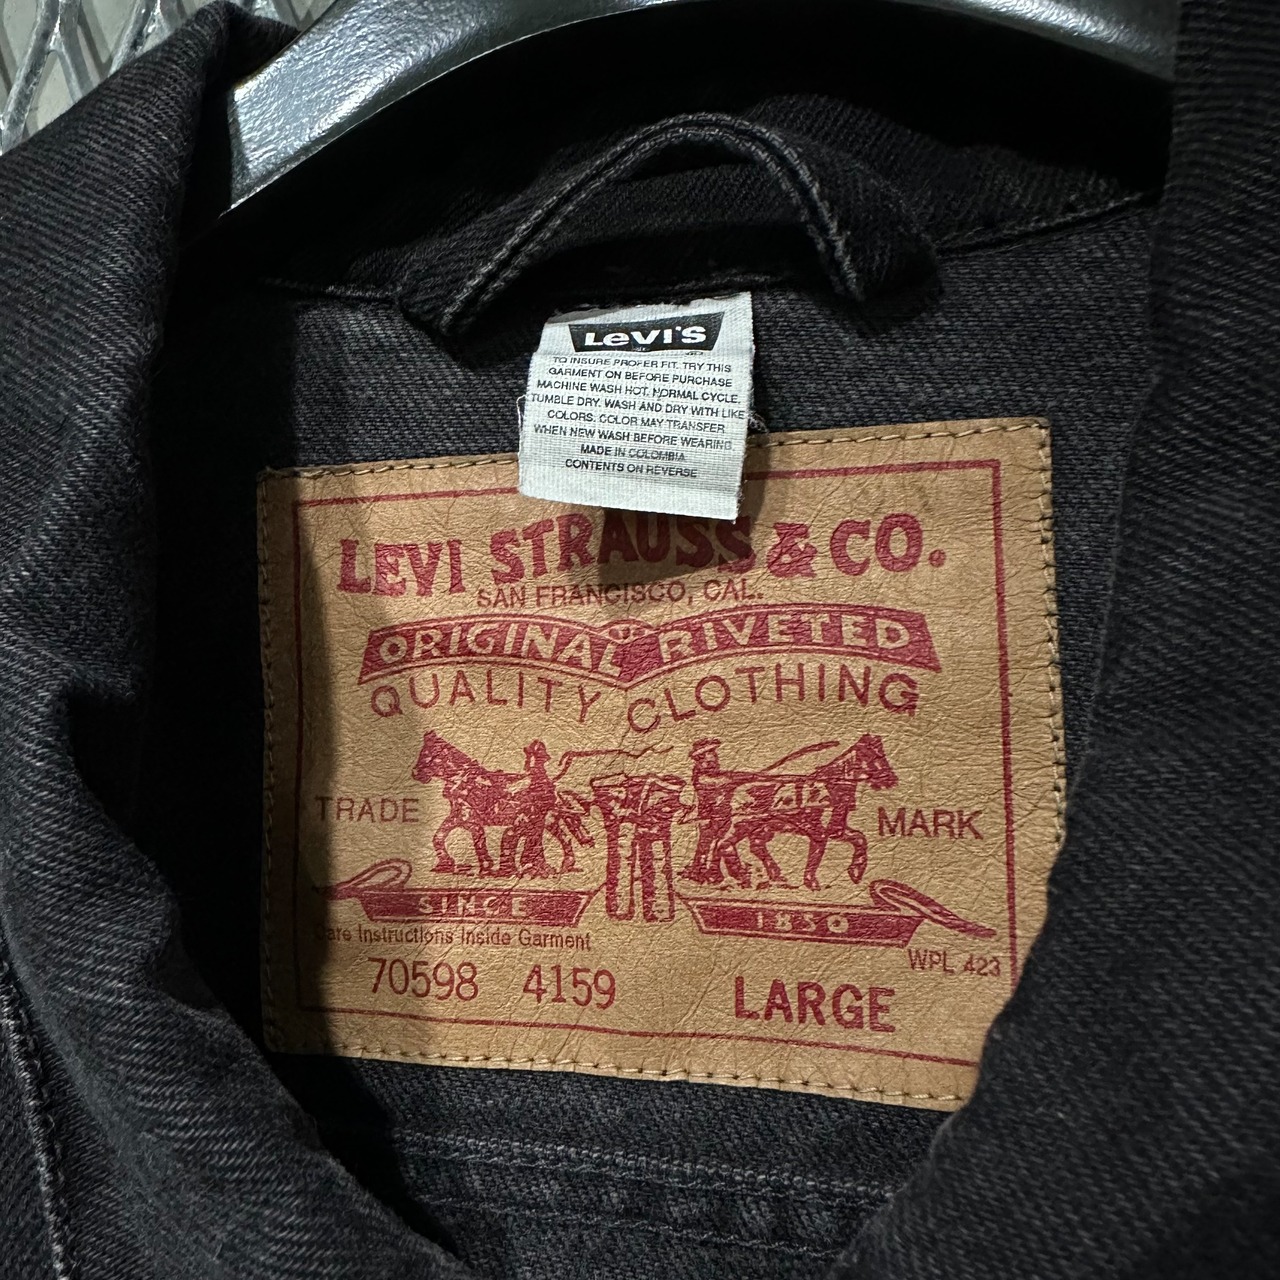 LEVI'S
TO INSURE PROPER FIT. TRY THIS
GARMENT ON BEFORE PURCHASE
MACHINE WASH HOT. NORMAL CYCLE.
TUMBLE DRY. WASH AND DRY WITH LIKE
COLORS. COLOR MAY TRANSFER
WHEN NEW WASH BEFORE WEARING.
MADE IN COLOMBIA
CONTENTS ON REVERSE
LEVI STRAUSS & CO.
SAN FRANCISCO, CAL.
ORIGINAL RIVETED
QUALITY CLOTHING
TRADE MARK
SINCE 1850
Care Instructions Inside Garment
WPL 423
70598 4159 LARGE